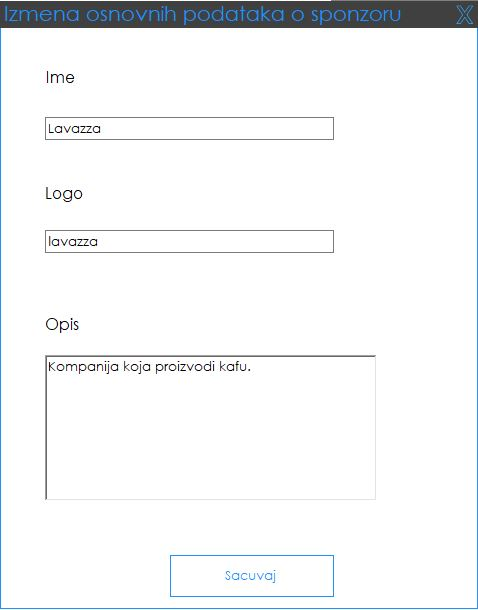 Izmena osnovnih podataka o sponzoru X
Ime
Lavazza
Logo
lavazza
Opis
Kompanija koja proizvodi kafu.
Sacuvaj